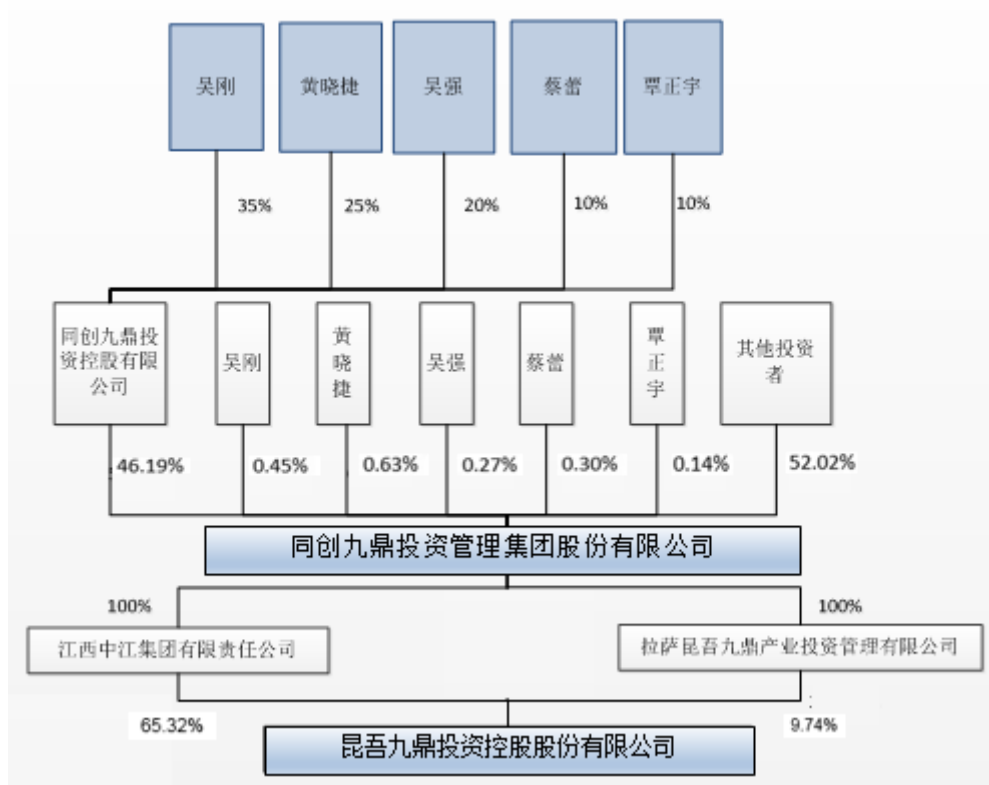 吴刚
黄晓捷
吴强
蔡蕾
覃正宇
35%
25%
20%
10%
10%
同创九鼎投
资控股有限
公司
吴刚
黄
晓
捷
吴强
蔡蕾
覃
正
宇
其他投资
者
46.19%
0.45%
0.63%
0.27%
0.30%
0.14%
52.02%
同创九鼎投资管理集团股份有限公司
100%
100%
江西中江集团有限责任公司
拉萨昆吾九鼎产业投资管理有限公司
65.32%
9.74%
昆吾九鼎投资控股股份有限公司